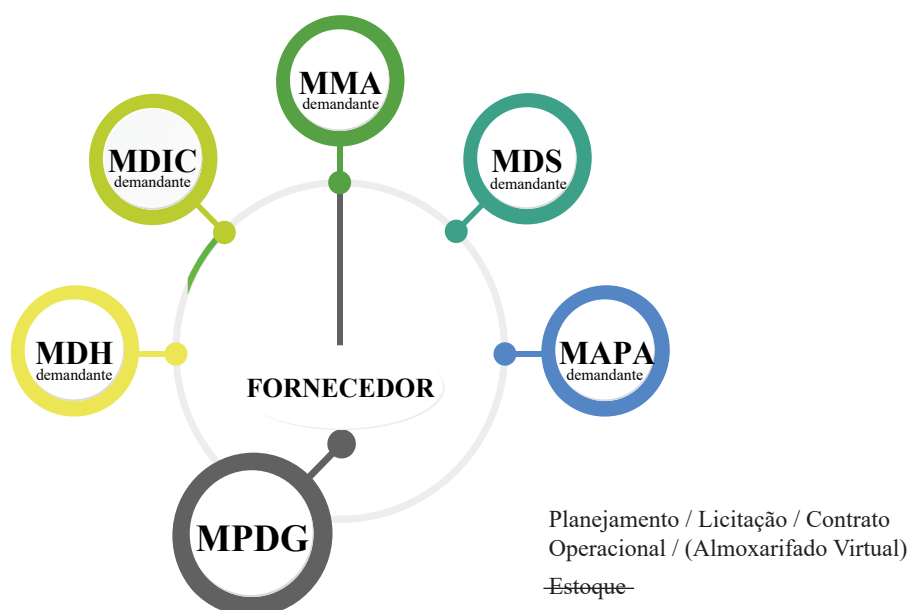 MMA
demandante
MDIC
demandante
MDS
demandante
MDH
demandante
MAPA
demandante
FORNECEDOR
MPDG
Planejamento / Licitação / Contrato
Operacional / (Almoxarifado Virtual)
Estoque